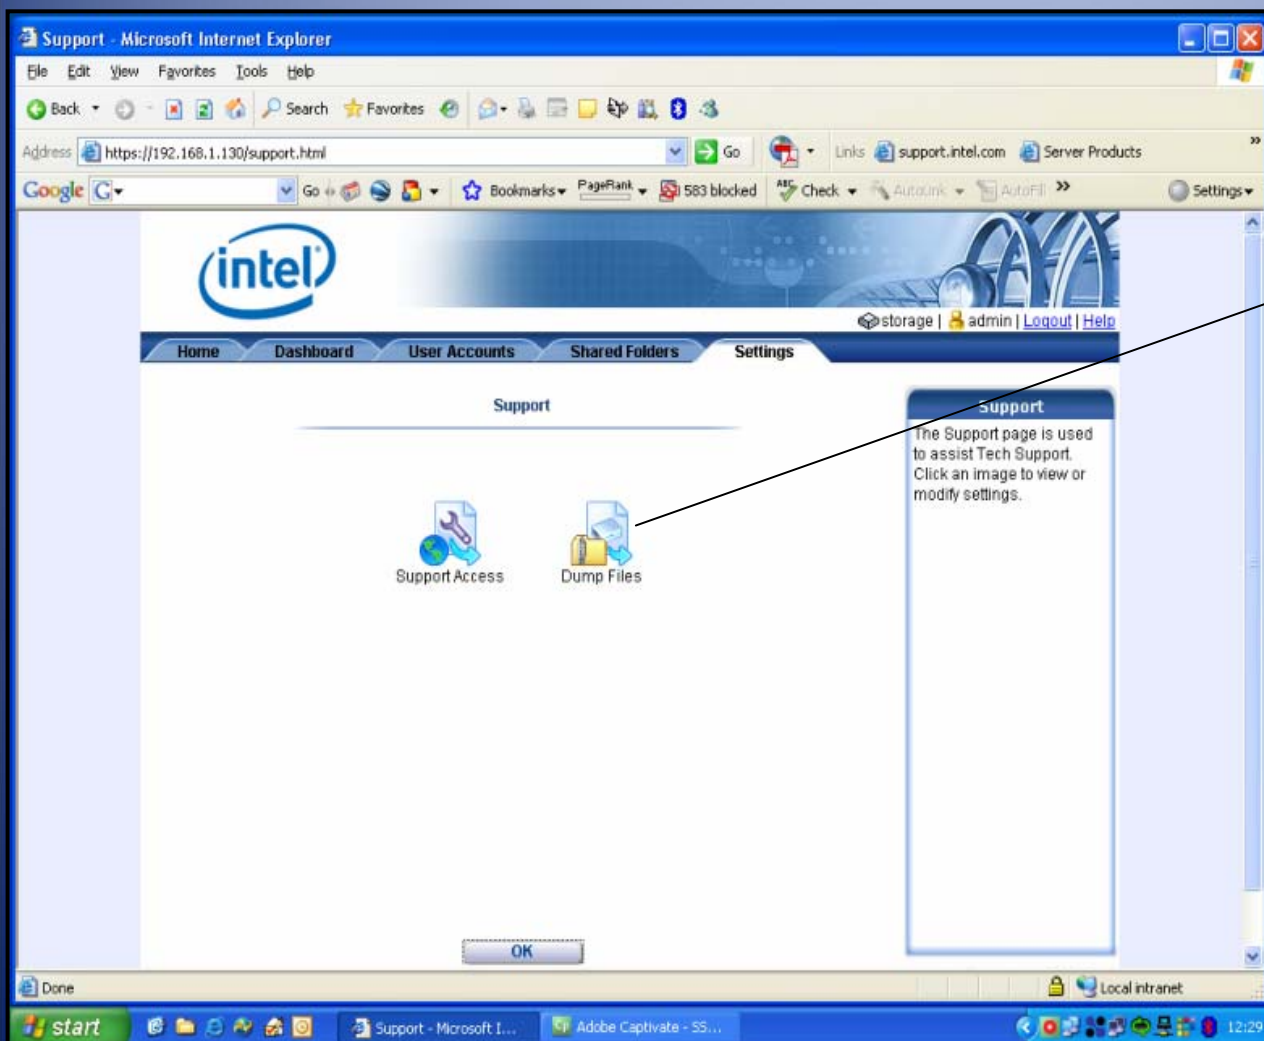 Support - Microsoft Internet Explorer
File Edit View Favorites Tools Help
Back Search Favorites
Address https://192.168.1.130/support.html Go Links support.intel.com Server Products »
Google G Go Bookmarks PageRank 583 blocked ABC Check AutoLink AutoFill » Settings
intel
storage | admin | Logout | Help
Home Dashboard User Accounts Shared Folders Settings
Support
Support
The Support page is used
to assist Tech Support.
Click an image to view or
modify settings.
Support Access Dump Files
OK
Done Local intranet
start Support - Microsoft I... Adobe Captivate - SS... 12:29